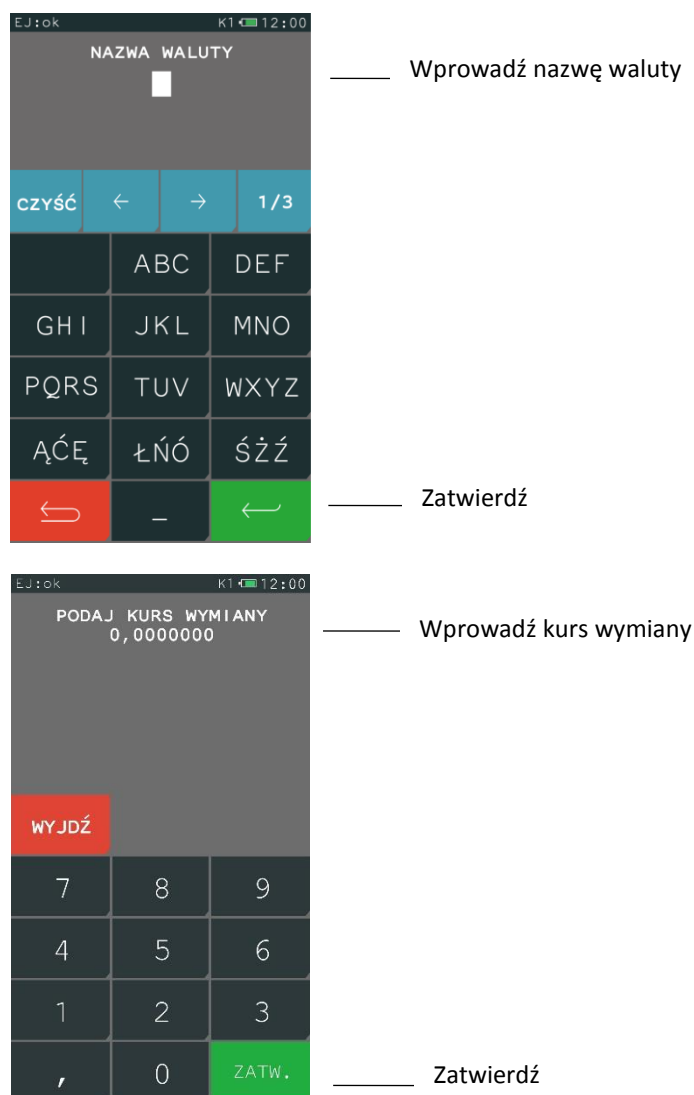 EJ:ok K1 12:00
NAZWA WALUTY
Wprowadź nazwę waluty
CZYŚĆ ← → 1/3
ABC DEF
GHI JKL MNO
PQRS TUV WXYZ
ĄĆĘ ŁŃÓ ŚŻŹ
_
Zatwierdź
EJ:ok K1 12:00
PODAJ KURS WYMIANY
0,0000000
Wprowadź kurs wymiany
WYJDŹ
7 8 9
4 5 6
1 2 3
, 0 ZATW.
Zatwierdź